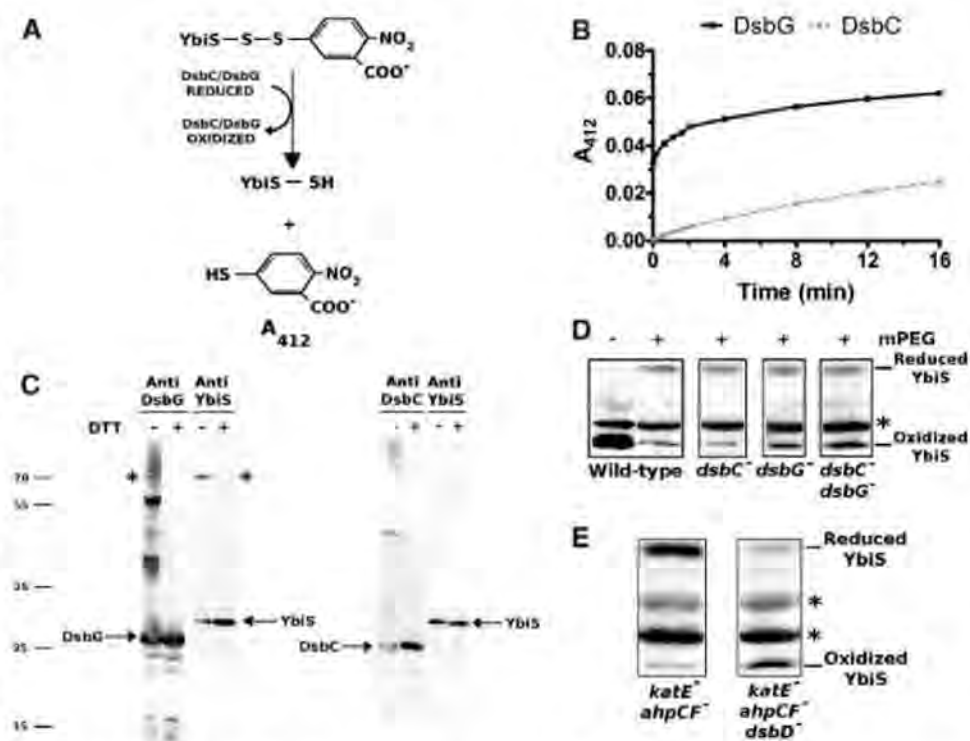 A
YbiS—S—S
NO2
COO-
DsbC/DsbG
REDUCED
DsbC/DsbG
OXIDIZED
YbiS — SH
+
HS
NO2
COO-
A412
B
DsbG
DsbC
A412
0.08
0.06
0.04
0.02
0.00
0
4
8
12
16
Time (min)
C
Anti DsbG
Anti YbiS
Anti DsbC
Anti YbiS
DTT - + - + - + - +
70
55
35
25
15
*
*
DsbG
YbiS
DsbC
YbiS
D
- + + + + mPEG
Reduced YbiS
*
Oxidized YbiS
Wild-type
dsbC-
dsbG-
dsbC- dsbG-
E
Reduced YbiS
*
*
Oxidized YbiS
katE- ahpCF-
katE- ahpCF- dsbD-